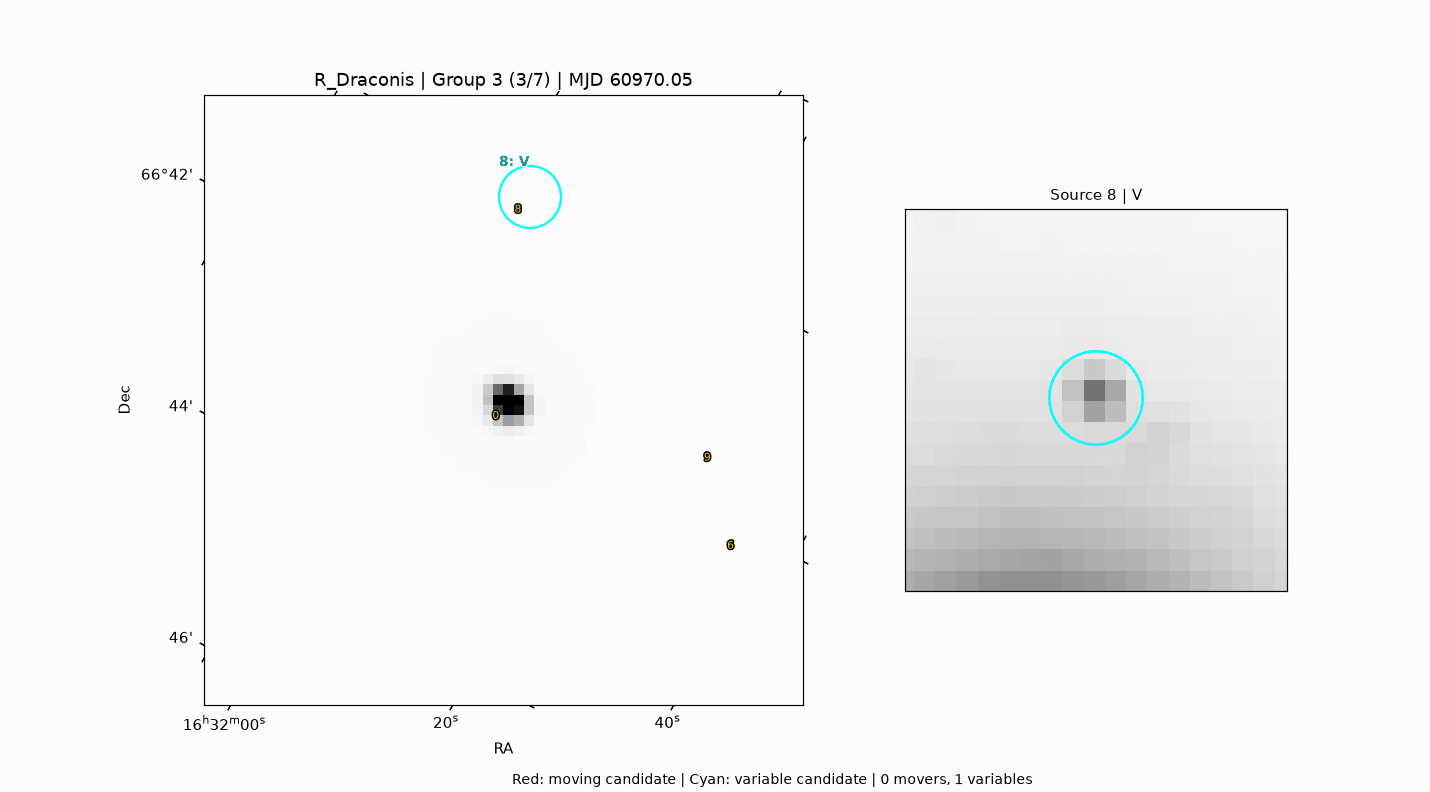 R_Draconis | Group 3 (3/7) | MJD 60970.05
8: V
8
66°42'
44'
46'
Dec
0
9
6
16ʰ32ᵐ00ˢ
20ˢ
40ˢ
RA
Source 8 | V
Red: moving candidate | Cyan: variable candidate | 0 movers, 1 variables